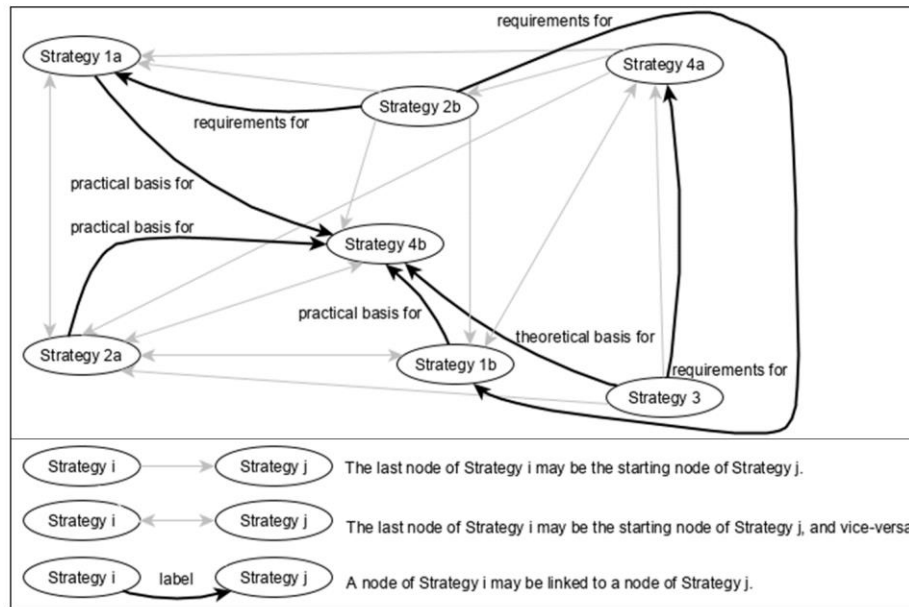 requirements for
Strategy 1a
Strategy 4a
Strategy 2b
requirements for
practical basis for
practical basis for
Strategy 4b
practical basis for
theoretical basis for
Strategy 2a
Strategy 1b
requirements for
Strategy 3
Strategy i
Strategy j
The last node of Strategy i may be the starting node of Strategy j.
Strategy i
Strategy j
The last node of Strategy i may be the starting node of Strategy j, and vice-versa
label
Strategy i
Strategy j
A node of Strategy i may be linked to a node of Strategy j.